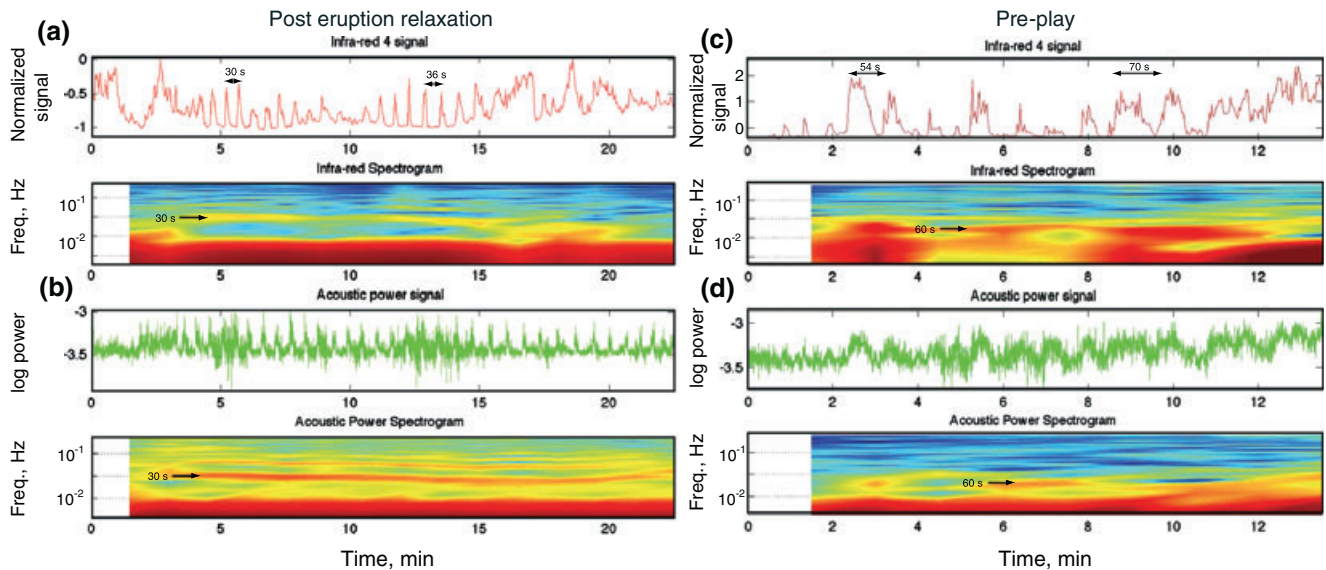 Post eruption relaxation
(a)
Infra-red 4 signal
Normalized
signal
0
-0.5
-1
30 s
36 s
0 5 10 15 20
Infra-red Spectrogram
Freq., Hz
10-1
10-2
30 s
5 10 15 20
(b)
Acoustic power signal
log power
-3
-3.5
0 5 10 15 20
Acoustic Power Spectrogram
Freq., Hz
10-1
10-2
30 s
0 5 10 15 20
Time, min
Pre-play
(c)
Infra-red 4 signal
Normalized
signal
2
1
0
54 s
70 s
0 2 4 6 8 10 12
Infra-red Spectrogram
Freq., Hz
10-1
10-2
60 s
0 2 4 6 8 10 12
(d)
Acoustic power signal
log power
-3
-3.5
0 2 4 6 8 10 12
Acoustic Power Spectrogram
Freq., Hz
10-1
10-2
60 s
0 2 4 6 8 10 12
Time, min